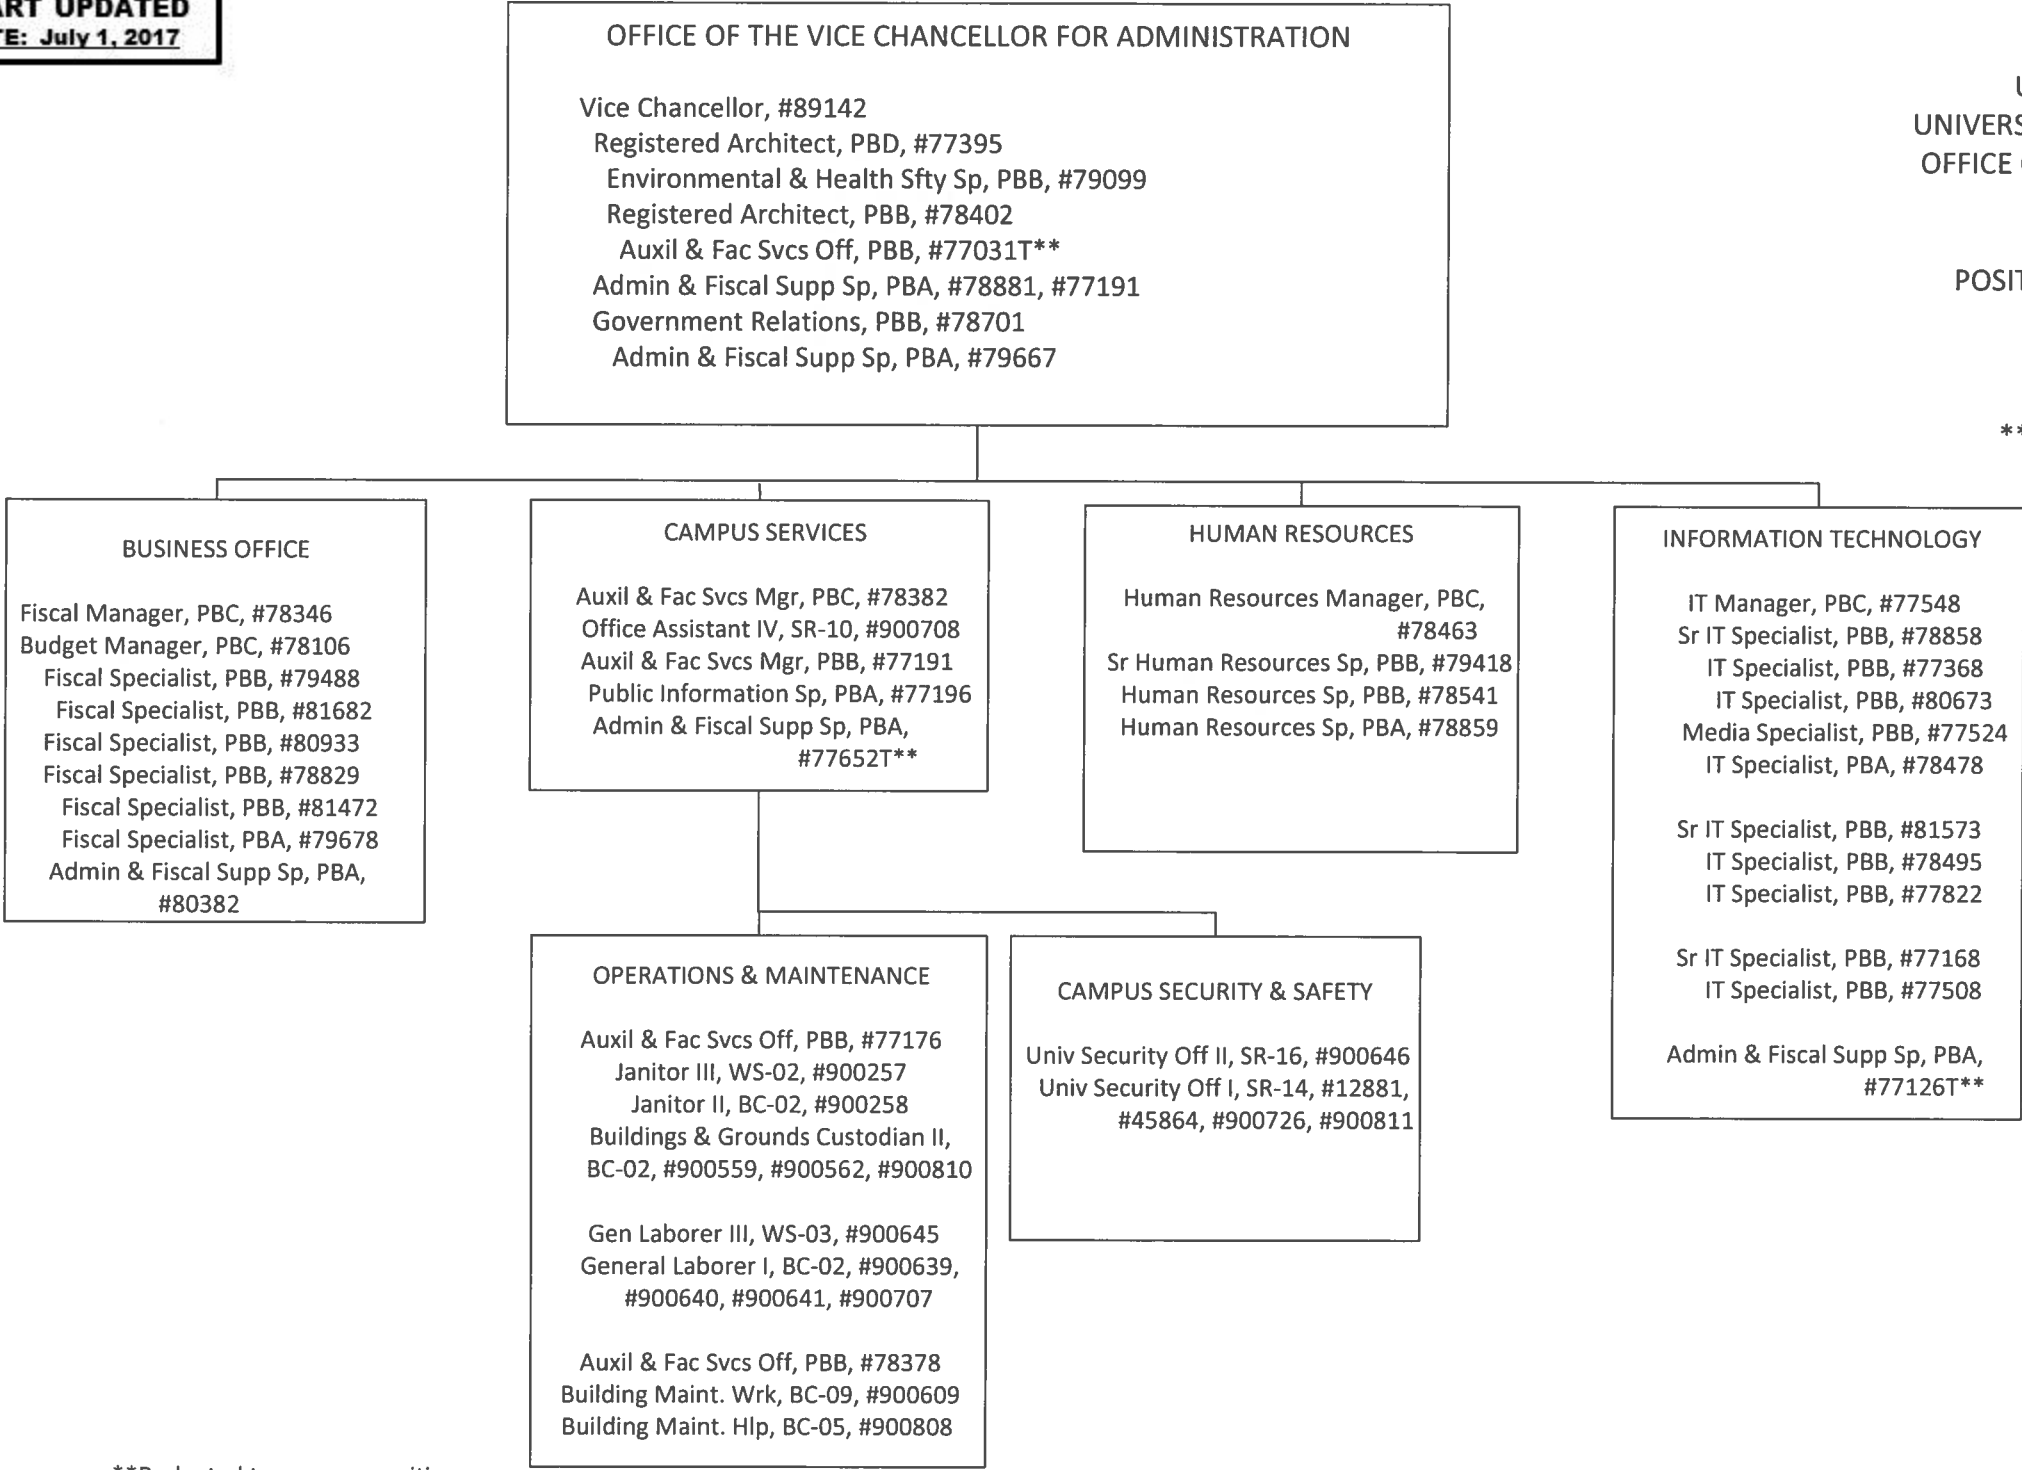 UPDATED
July 1, 2017
OFFICE OF THE VICE CHANCELLOR FOR ADMINISTRATION
Vice Chancellor, #89142
Registered Architect, PBD, #77395
Environmental & Health Sfty Sp, PBB, #79099
Registered Architect, PBB, #78402
Auxil & Fac Svcs Off, PBB, #77031T**
Admin & Fiscal Supp Sp, PBA, #78881, #77191
Government Relations, PBB, #78701
Admin & Fiscal Supp Sp, PBA, #79667
OFFICE
**
BUSINESS OFFICE
Fiscal Manager, PBC, #78346
Budget Manager, PBC, #78106
Fiscal Specialist, PBB, #79488
Fiscal Specialist, PBB, #81682
Fiscal Specialist, PBB, #80933
Fiscal Specialist, PBB, #78829
Fiscal Specialist, PBB, #81472
Fiscal Specialist, PBA, #79678
Admin & Fiscal Supp Sp, PBA,
#80382
CAMPUS SERVICES
Auxil & Fac Svcs Mgr, PBC, #78382
Office Assistant IV, SR-10, #900708
Auxil & Fac Svcs Mgr, PBB, #77191
Public Information Sp, PBA, #77196
Admin & Fiscal Supp Sp, PBA,
#77652T**
HUMAN RESOURCES
Human Resources Manager, PBC,
#78463
Sr Human Resources Sp, PBB, #79418
Human Resources Sp, PBB, #78541
Human Resources Sp, PBA, #78859
INFORMATION TECHNOLOGY
IT Manager, PBC, #77548
Sr IT Specialist, PBB, #78858
IT Specialist, PBB, #77368
IT Specialist, PBB, #80673
Media Specialist, PBB, #77524
IT Specialist, PBA, #78478
Sr IT Specialist, PBB, #81573
IT Specialist, PBB, #78495
IT Specialist, PBB, #77822
Sr IT Specialist, PBB, #77168
IT Specialist, PBB, #77508
Admin & Fiscal Supp Sp, PBA,
#77126T**
OPERATIONS & MAINTENANCE
Auxil & Fac Svcs Off, PBB, #77176
Janitor III, WS-02, #900257
Janitor II, BC-02, #900258
Buildings & Grounds Custodian II,
BC-02, #900559, #900562, #900810
Gen Laborer III, WS-03, #900645
General Laborer I, BC-02, #900639,
#900640, #900641, #900707
Auxil & Fac Svcs Off, PBB, #78378
Building Maint. Wrk, BC-09, #900609
Building Maint. Hlp, BC-05, #900808
CAMPUS SECURITY & SAFETY
Univ Security Off II, SR-16, #900646
Univ Security Off I, SR-14, #12881,
#45864, #900726, #900811